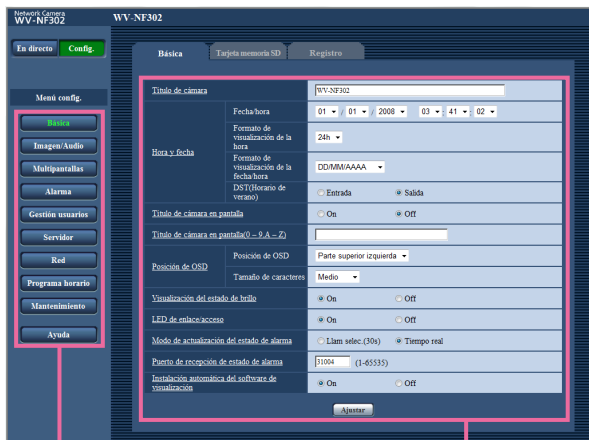 Network Camera
WV-NF302
WV-NF302
En directo
Config.
Menú config.
Básica
Imagen/Audio
Multipantallas
Alarma
Gestión usuarios
Servidor
Red
Programa horario
Mantenimiento
Ayuda
Básica
Tarjeta memoria SD
Registro
Título de cámara
WV-NF302
Hora y fecha
Fecha/hora
01 / 01 / 2008 03 : 41 : 02
Formato de
visualización de la
hora
24h
Formato de
visualización de la
fecha/hora
DD/MM/AAAA
DST(Horario de
verano)
Entrada
Salida
Título de cámara en pantalla
On
Off
Título de cámara en pantalla(0 – 9,A – Z)
Posición de OSD
Posición de OSD
Parte superior izquierda
Tamaño de caracteres
Medio
Visualización del estado de brillo
On
Off
LED de enlace/acceso
On
Off
Modo de actualización del estado de alarma
Llam selec.(30s)
Tiempo real
Puerto de recepción de estado de alarma
31004 (1-65535)
Instalación automática del software de
visualización
On
Off
Ajustar